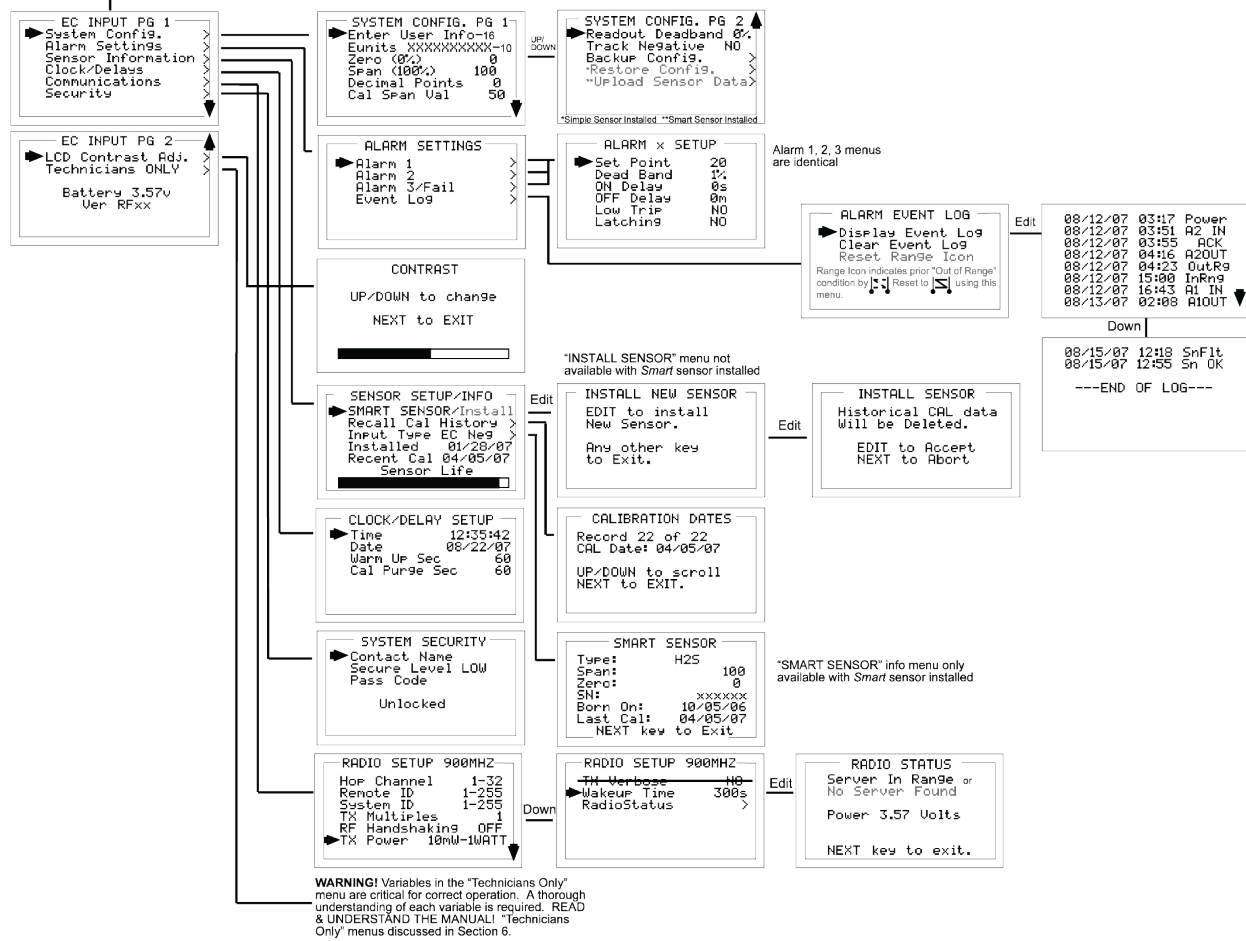 EC INPUT PG 1
System Config. >
Alarm Settings >
Sensor Information >
Clock/Delays >
Communications >
Security >
SYSTEM CONFIG. PG 1
Enter User Info-16
Eunits XXXXXXXXXX-10
Zero (0%) 0
Span (100%) 100
Decimal Points 0
Cal Span Val 50
UP/
DOWN
SYSTEM CONFIG. PG 2
Readout Deadband 0%
Track Negative NO
Backup Config. >
*Restore Config. >
**Upload Sensor Data>
*Simple Sensor Installed **Smart Sensor Installed
EC INPUT PG 2
LCD Contrast Adj. >
Technicians ONLY >
Battery 3.57v
Ver RFxx
ALARM SETTINGS
Alarm 1 >
Alarm 2 >
Alarm 3/Fail >
Event Log >
ALARM x SETUP
Set Point 20
Dead Band 1%
ON Delay 0s
OFF Delay 0m
Low Trip NO
Latching NO
Alarm 1, 2, 3 menus
are identical
ALARM EVENT LOG
Display Event Log
Clear Event Log
Reset Range Icon
Range Icon indicates prior "Out of Range"
condition by Reset to using this
menu.
Edit
08/12/07 03:17 Power
08/12/07 03:51 A2 IN
08/12/07 03:55 ACK
08/12/07 04:16 A2OUT
08/12/07 04:23 OutRg
08/12/07 15:00 InRng
08/12/07 16:43 A1 IN
08/13/07 02:08 A1OUT
Down
08/15/07 12:18 SnFlt
08/15/07 12:55 Sn OK
---END OF LOG---
CONTRAST
UP/DOWN to change
NEXT to EXIT
"INSTALL SENSOR" menu not
available with Smart sensor installed
SENSOR SETUP/INFO
SMART SENSOR/Install
Recall Cal History >
Input Type EC Neg >
Installed 01/28/07
Recent Cal 04/05/07
Sensor Life
Edit
INSTALL NEW SENSOR
EDIT to install
New Sensor.
Any other key
to Exit.
Edit
INSTALL SENSOR
Historical CAL data
Will be Deleted.
EDIT to Accept
NEXT to Abort
CLOCK/DELAY SETUP
Time 12:35:42
Date 08/22/07
Warm Up Sec 60
Cal Purge Sec 60
CALIBRATION DATES
Record 22 of 22
CAL Date: 04/05/07
UP/DOWN to scroll
NEXT to EXIT.
SYSTEM SECURITY
Contact Name
Secure Level LOW
Pass Code
Unlocked
SMART SENSOR
Type: H2S
Span: 100
Zero: 0
SN: xxxxxx
Born On: 10/05/06
Last Cal: 04/05/07
NEXT key to Exit
"SMART SENSOR" info menu only
available with Smart sensor installed
RADIO SETUP 900MHZ
Hop Channel 1-32
Remote ID 1-255
System ID 1-255
TX Multiples 1
RF Handshaking OFF
TX Power 10mW-1WATT
Down
RADIO SETUP 900MHZ
TX Verbose NO
Wakeup Time 300s
RadioStatus >
Edit
RADIO STATUS
Server In Range or
No Server Found
Power 3.57 Volts
NEXT key to exit.
WARNING! Variables in the "Technicians Only"
menu are critical for correct operation. A thorough
understanding of each variable is required. READ
& UNDERSTAND THE MANUAL! "Technicians
Only" menus discussed in Section 6.